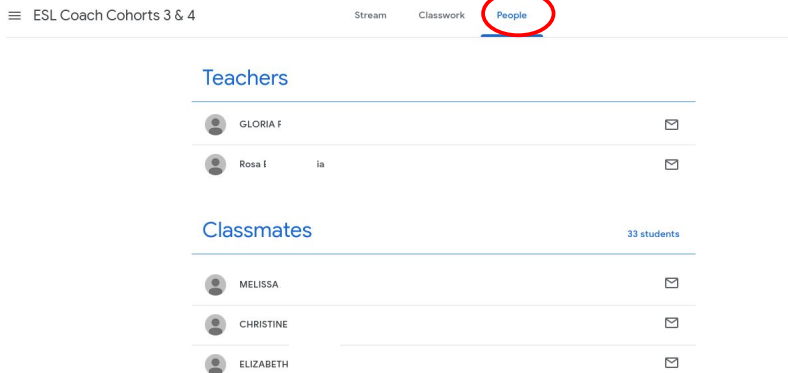 ESL Coach Cohorts 3 & 4 Stream Classwork People
Teachers
GLORIA
Rosa
Classmates 33 students
MELISSA
CHRISTINE
ELIZABETH